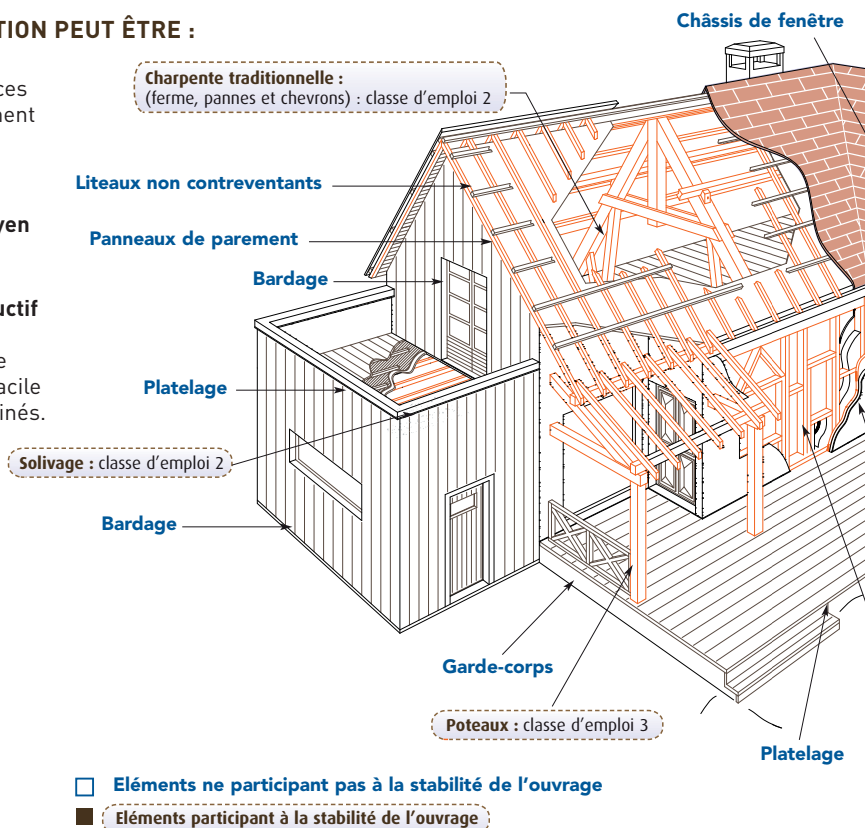 TION PEUT ÊTRE :
ces
ment
yen
uctif
e
acile
inés.
Châssis de fenêtre
Charpente traditionnelle :
(ferme, pannes et chevrons) : classe d'emploi 2
Liteaux non contreventants
Panneaux de parement
Bardage
Platelage
Solivage : classe d'emploi 2
Bardage
Garde-corps
Poteaux : classe d'emploi 3
Platelage
Eléments ne participant pas à la stabilité de l'ouvrage
Eléments participant à la stabilité de l'ouvrage